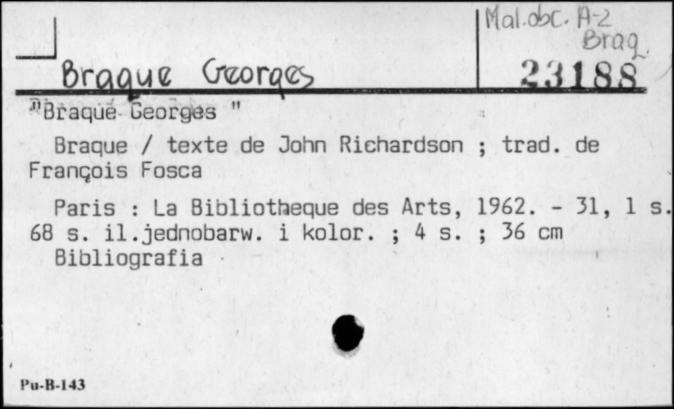 Mal.obc. A-2
Braq.
Braque Georges
23188
"Braque Georges "
Braque / texte de John Richardson ; trad. de
François Fosca
Paris : La Bibliotheque des Arts, 1962. - 31, 1 s.
68 s. il.jednobarw. i kolor. ; 4 s. ; 36 cm
Bibliografia
Pu-B-143